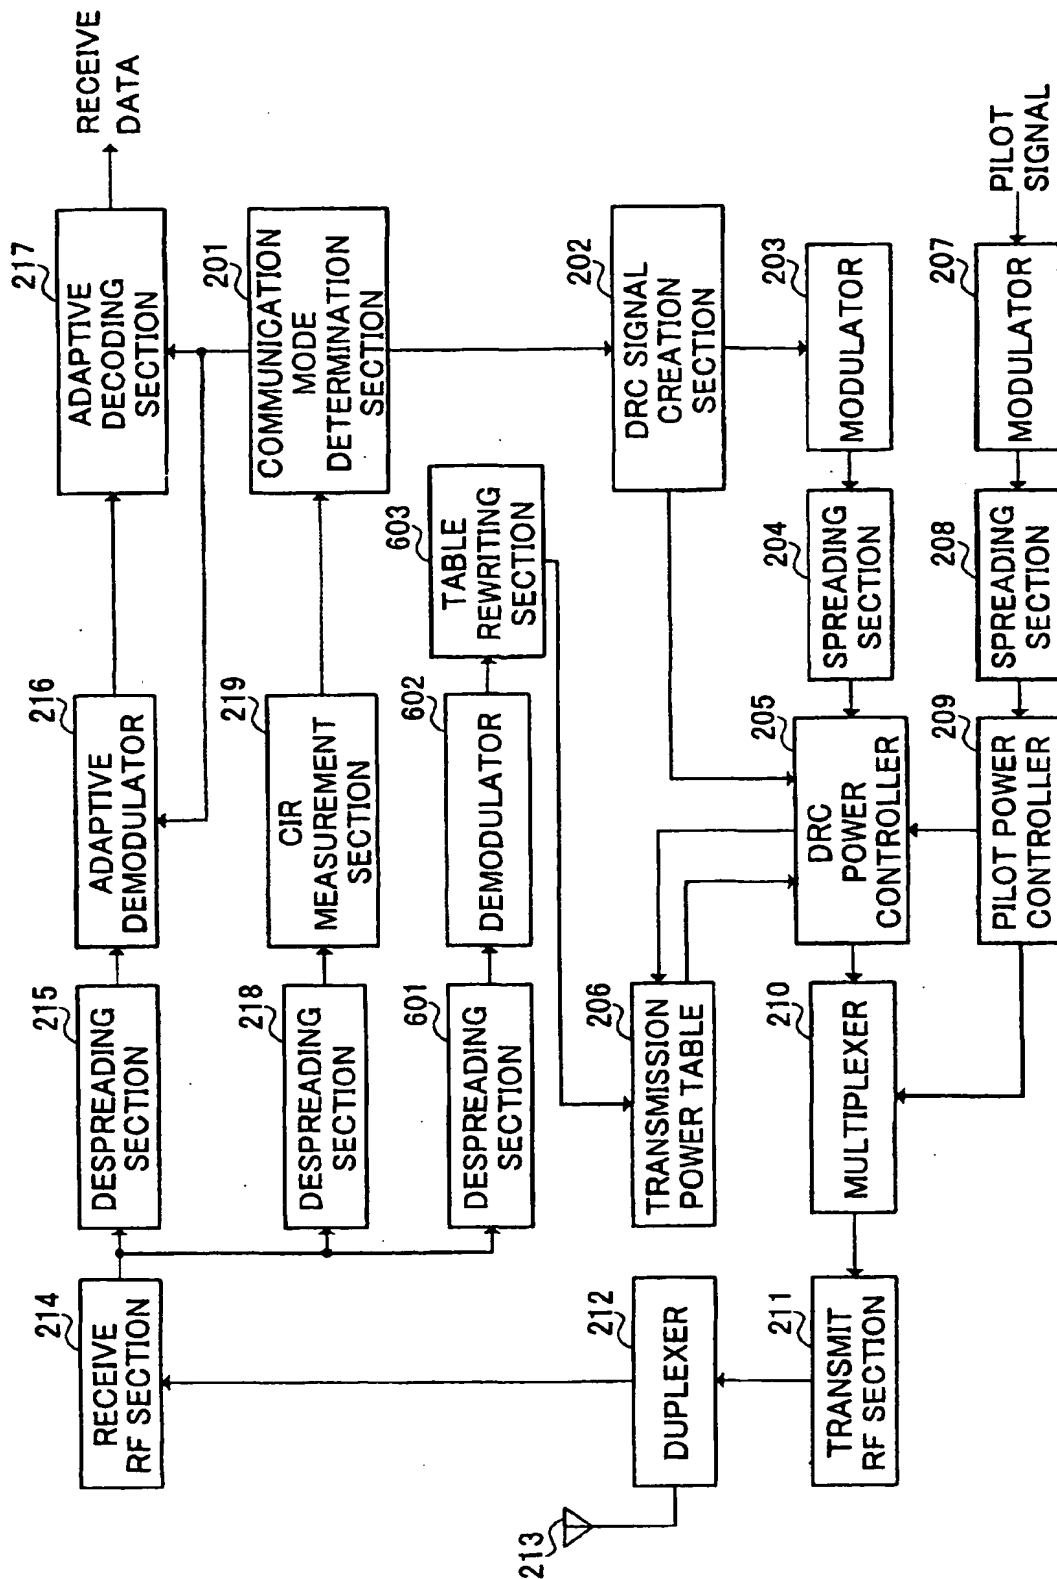 RECEIVE
DATA
217
ADAPTIVE
DECODING
SECTION
216
ADAPTIVE
DEMODULATOR
215
DESPREADING
SECTION
214
RECEIVE
RF SECTION
201
COMMUNICATION
MODE
DETERMINATION
SECTION
219
CIR
MEASUREMENT
SECTION
218
DESPREADING
SECTION
603
TABLE
REWRITING
SECTION
602
DEMODULATOR
601
DESPREADING
SECTION
202
DRC SIGNAL
CREATION
SECTION
206
TRANSMISSION
POWER TABLE
212
DUPLEXER
213
203
MODULATOR
204
SPREADING
SECTION
205
DRC
POWER
CONTROLLER
210
MULTIPLEXER
211
TRANSMIT
RF SECTION
PILOT
SIGNAL
207
MODULATOR
208
SPREADING
SECTION
209
PILOT POWER
CONTROLLER